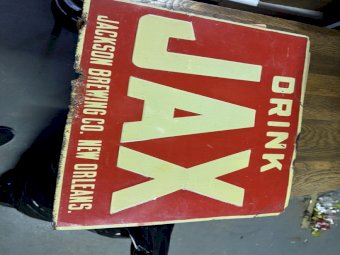 DRINK
JAX
JACKSON BREWING CO. NEW ORLEANS.